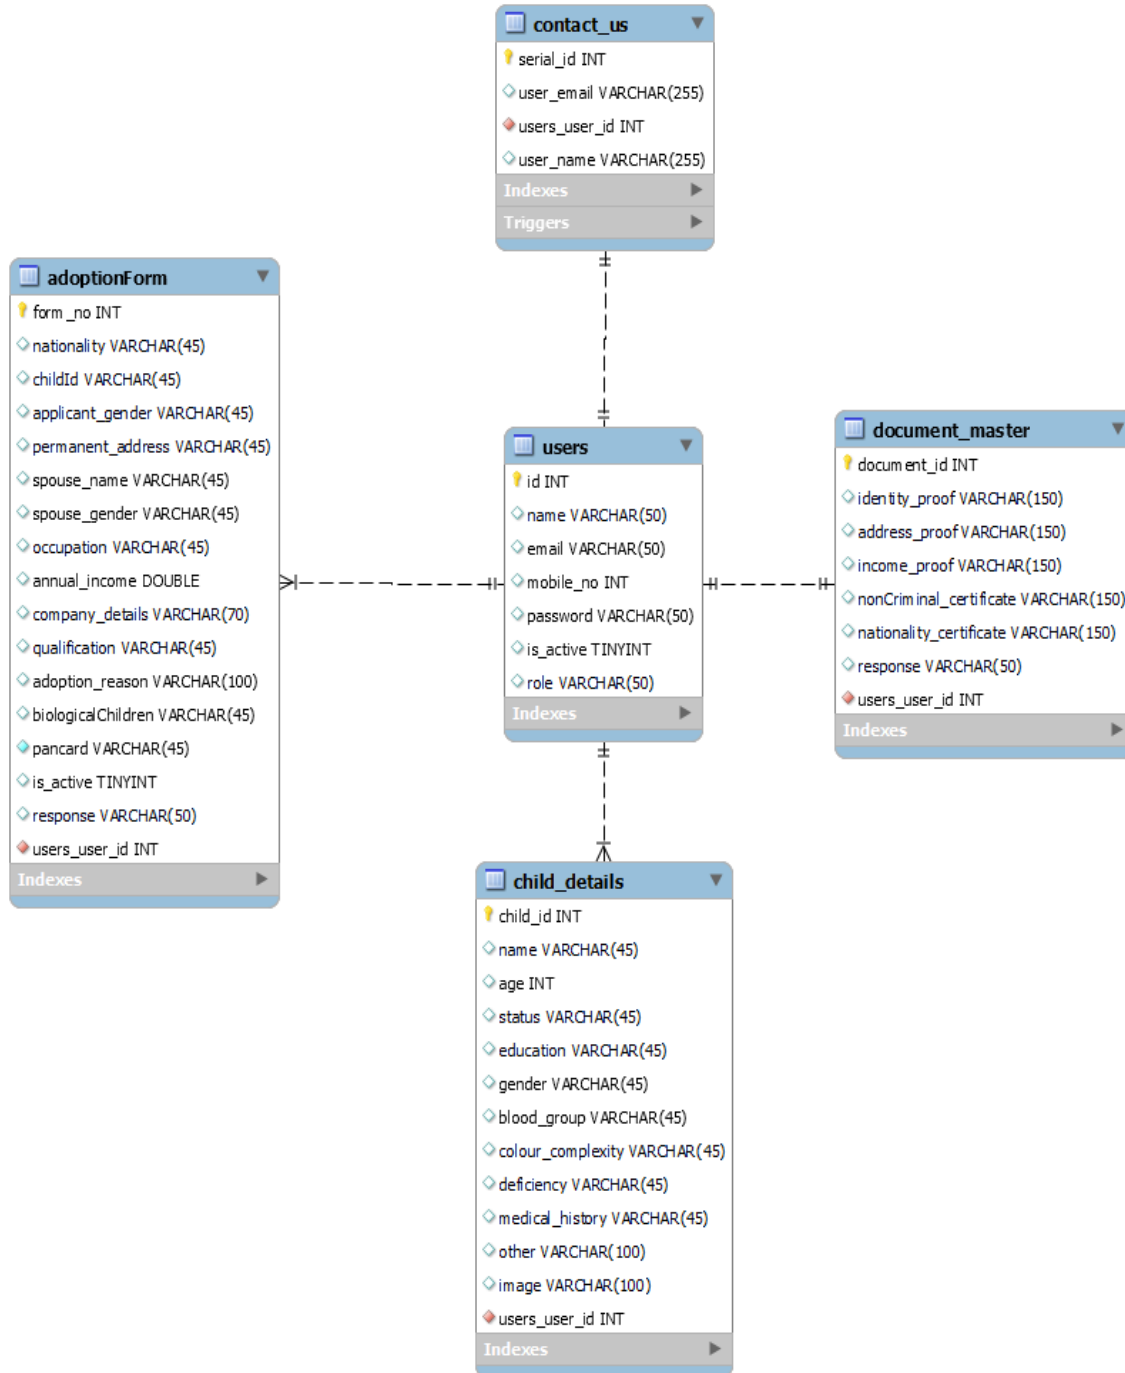 contact_us
serial_id INT
user_email VARCHAR(255)
users_user_id INT
user_name VARCHAR(255)
Indexes
Triggers
adoptionForm
form_no INT
nationality VARCHAR(45)
childId VARCHAR(45)
applicant_gender VARCHAR(45)
permanent_address VARCHAR(45)
spouse_name VARCHAR(45)
spouse_gender VARCHAR(45)
occupation VARCHAR(45)
annual_income DOUBLE
company_details VARCHAR(70)
qualification VARCHAR(45)
adoption_reason VARCHAR(100)
biologicalChildren VARCHAR(45)
pancard VARCHAR(45)
is_active TINYINT
response VARCHAR(50)
users_user_id INT
Indexes
users
id INT
name VARCHAR(50)
email VARCHAR(50)
mobile_no INT
password VARCHAR(50)
is_active TINYINT
role VARCHAR(50)
Indexes
document_master
document_id INT
identity_proof VARCHAR(150)
address_proof VARCHAR(150)
income_proof VARCHAR(150)
nonCriminal_certificate VARCHAR(150)
nationality_certificate VARCHAR(150)
response VARCHAR(50)
users_user_id INT
Indexes
child_details
child_id INT
name VARCHAR(45)
age INT
status VARCHAR(45)
education VARCHAR(45)
gender VARCHAR(45)
blood_group VARCHAR(45)
colour_complexity VARCHAR(45)
deficiency VARCHAR(45)
medical_history VARCHAR(45)
other VARCHAR(100)
image VARCHAR(100)
users_user_id INT
Indexes